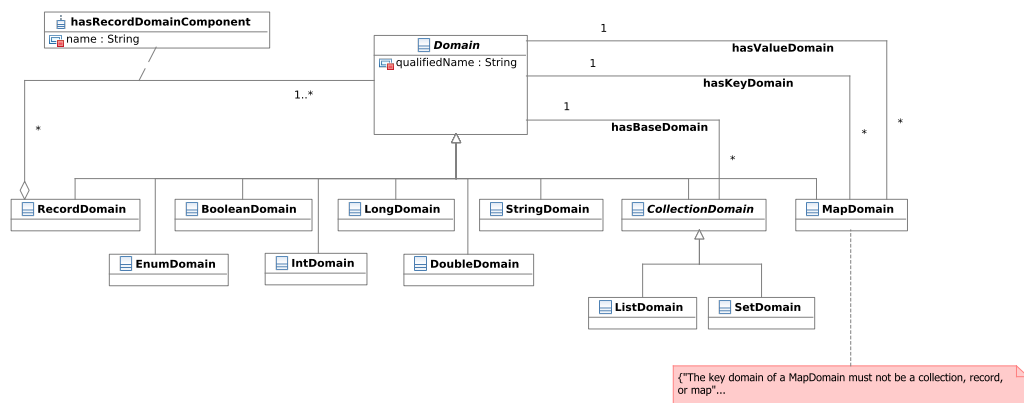 hasRecordDomainComponent
name : String
Domain
qualifiedName : String
1
hasValueDomain
1
hasKeyDomain
1..*
1
hasBaseDomain
*
*
*
*
RecordDomain
BooleanDomain
LongDomain
StringDomain
CollectionDomain
MapDomain
EnumDomain
IntDomain
DoubleDomain
ListDomain
SetDomain
{"The key domain of a MapDomain must not be a collection, record,
or map"...